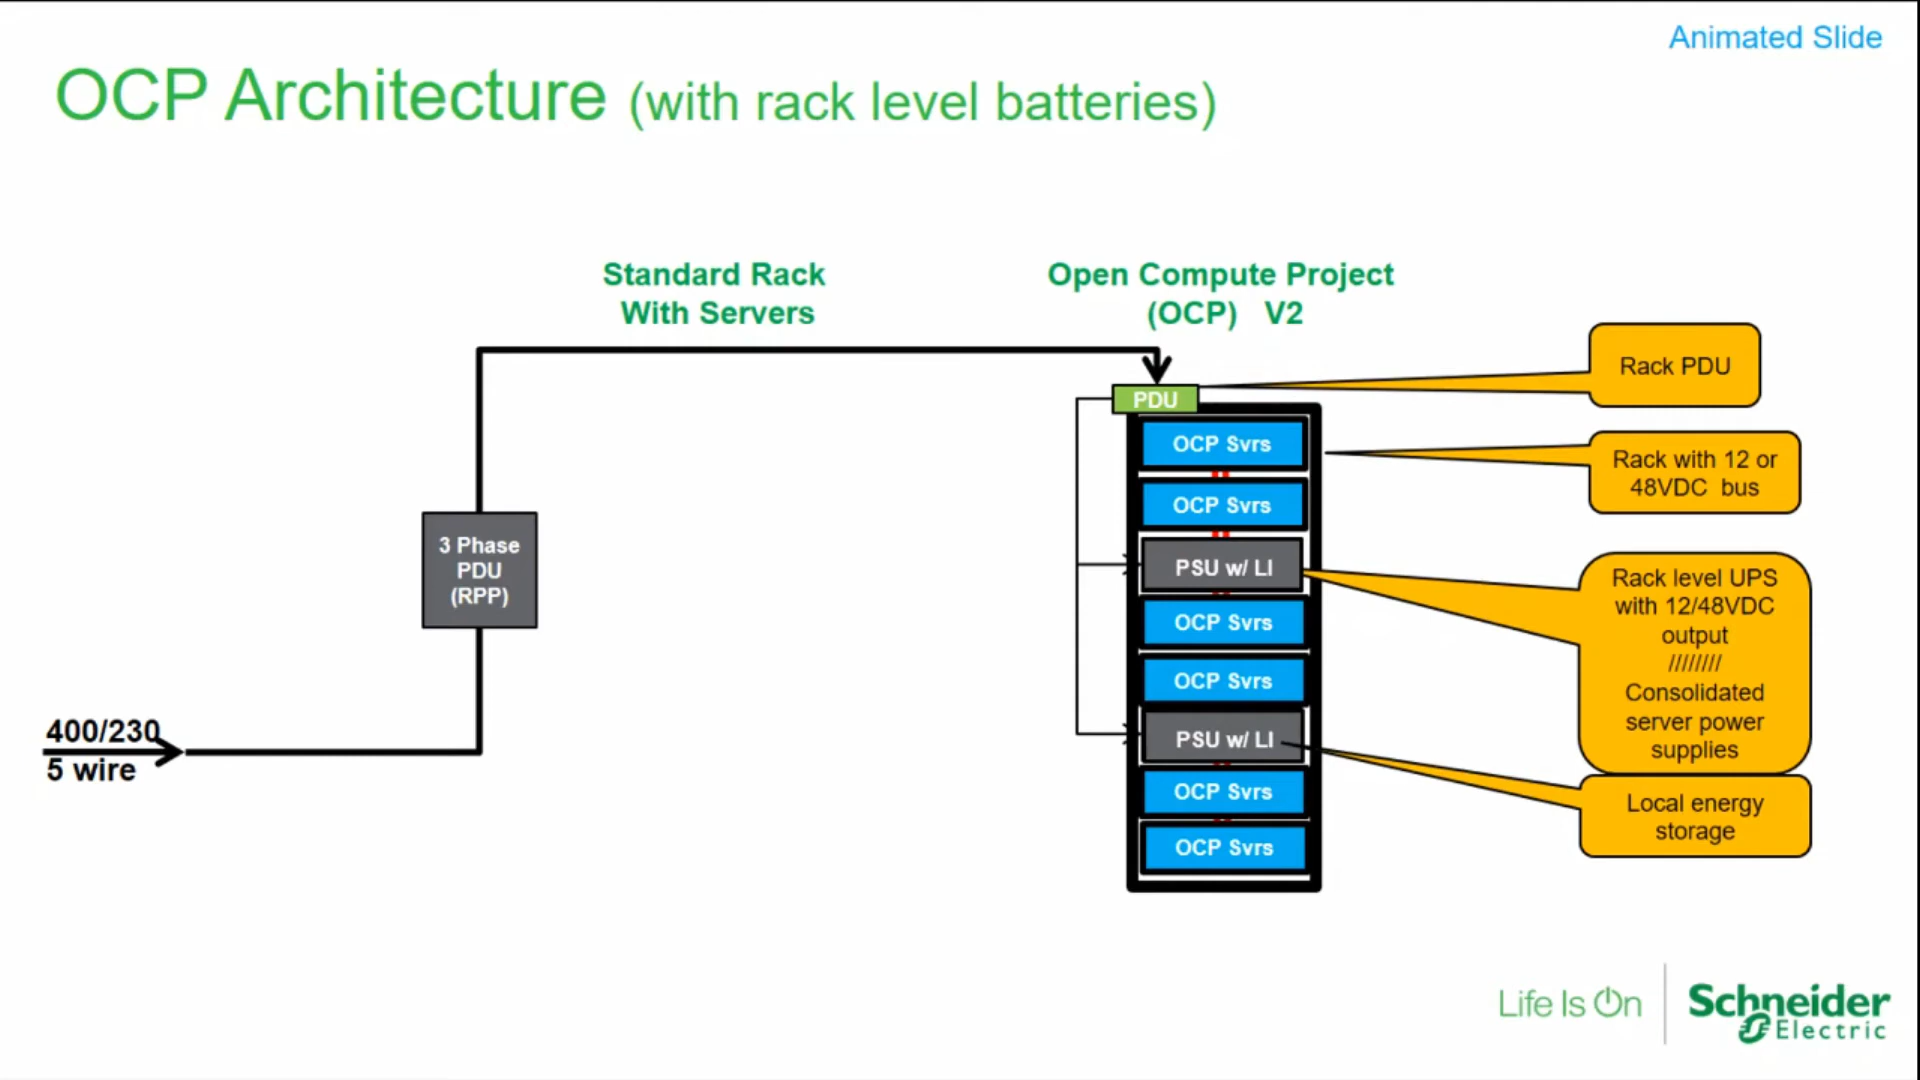 Animated Slide
OCP Architecture (with rack level batteries)
Standard Rack
With Servers
Open Compute Project
(OCP) V2
Rack PDU
PDU
OCP Svrs
Rack with 12 or
48VDC bus
OCP Svrs
3 Phase
PDU
(RPP)
PSU w/ LI
Rack level UPS
with 12/48VDC
output
////////
Consolidated
server power
supplies
OCP Svrs
OCP Svrs
400/230
5 wire
PSU w/ LI
OCP Svrs
Local energy
storage
OCP Svrs
Life Is On
Schneider
Electric